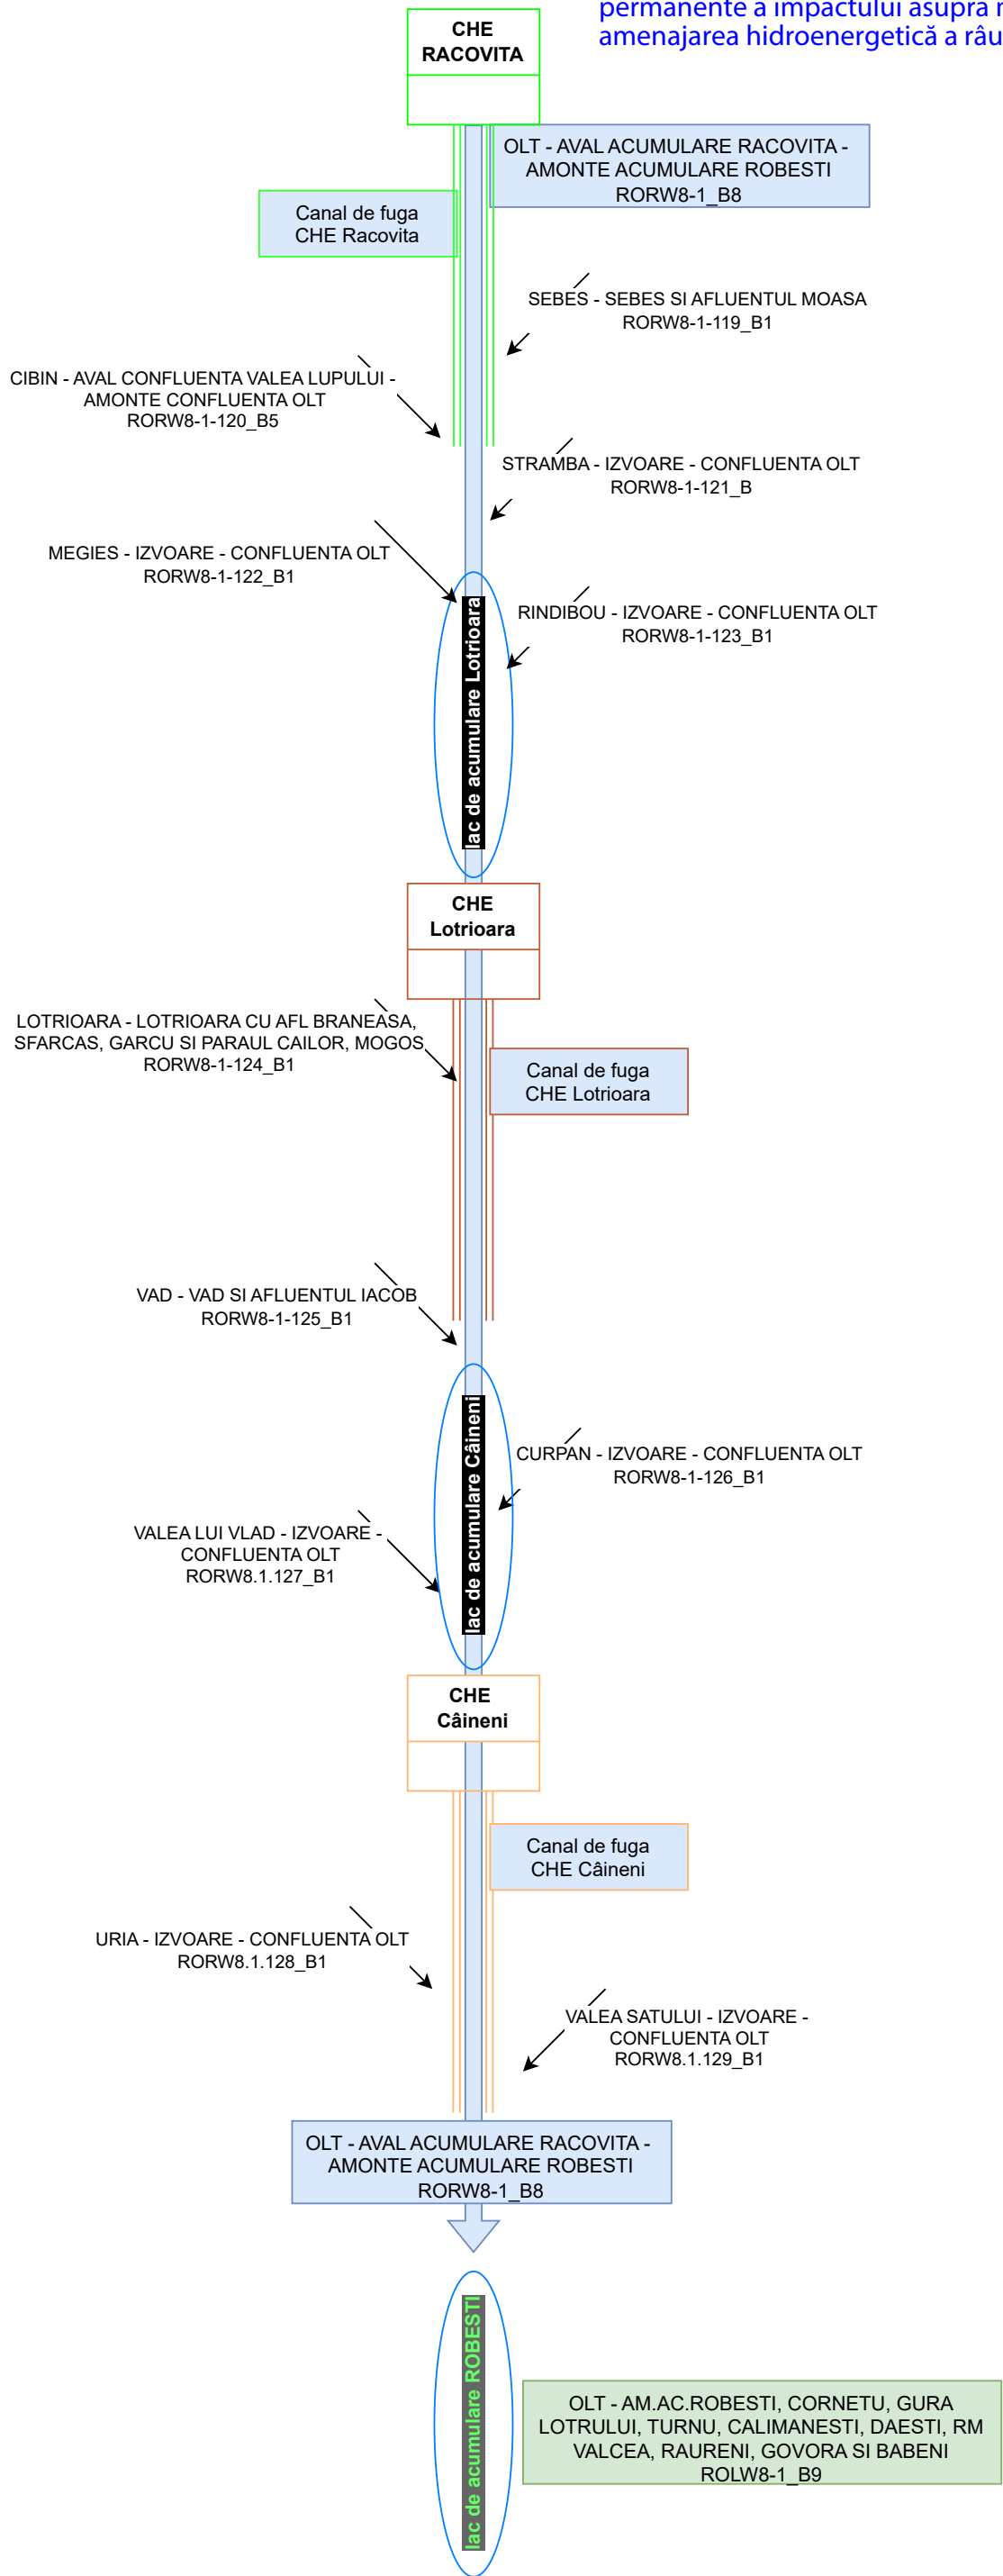 permanente a impactului asupra
amenajarea hidroenergetică a
CHE
RACOVITA
OLT - AVAL ACUMULARE RACOVITA -
AMONTE ACUMULARE ROBESTI
RORW8-1_B8
Canal de fuga
CHE Racovita
SEBES - SEBES SI AFLUENTUL MOASA
RORW8-1-119_B1
CIBIN - AVAL CONFLUENTA VALEA LUPULUI -
AMONTE CONFLUENTA OLT
RORW8-1-120_B5
STRAMBA - IZVOARE - CONFLUENTA OLT
RORW8-1-121_B
MEGIES - IZVOARE - CONFLUENTA OLT
RORW8-1-122_B1
RINDIBOU - IZVOARE - CONFLUENTA OLT
RORW8-1-123_B1
lac de acumulare Lotrioara
CHE
Lotrioara
LOTRIOARA - LOTRIOARA CU AFL BRANEASA,
SFARCAS, GARCU SI PARAUL CAILOR, MOGOS
RORW8-1-124_B1
Canal de fuga
CHE Lotrioara
VAD - VAD SI AFLUENTUL IACOB
RORW8-1-125_B1
lac de acumulare Câineni
CURPAN - IZVOARE - CONFLUENTA OLT
RORW8-1-126_B1
VALEA LUI VLAD - IZVOARE -
CONFLUENTA OLT
RORW8.1.127_B1
CHE
Câineni
Canal de fuga
CHE Câineni
URIA - IZVOARE - CONFLUENTA OLT
RORW8.1.128_B1
VALEA SATULUI - IZVOARE -
CONFLUENTA OLT
RORW8.1.129_B1
OLT - AVAL ACUMULARE RACOVITA -
AMONTE ACUMULARE ROBESTI
RORW8-1_B8
lac de acumulare ROBESTI
OLT - AM.AC.ROBESTI, CORNETU, GURA
LOTRULUI, TURNU, CALIMANESTI, DAESTI, RM
VALCEA, RAURENI, GOVORA SI BABENI
ROLW8-1_B9